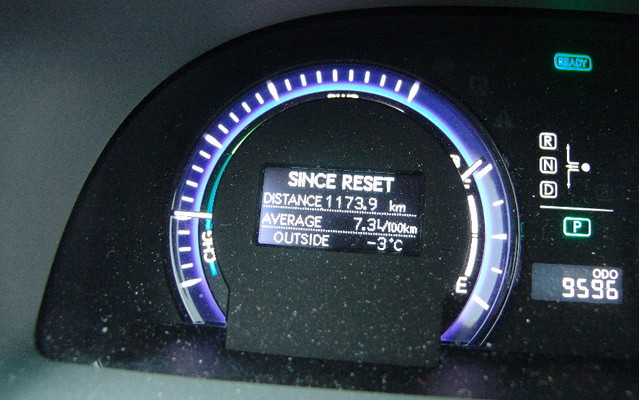 READY
R
N
D
P
SINCE RESET
DISTANCE 1173.9 km
AVERAGE 7.3L/100km
OUTSIDE -3°C
CHG
E
ODO
9596